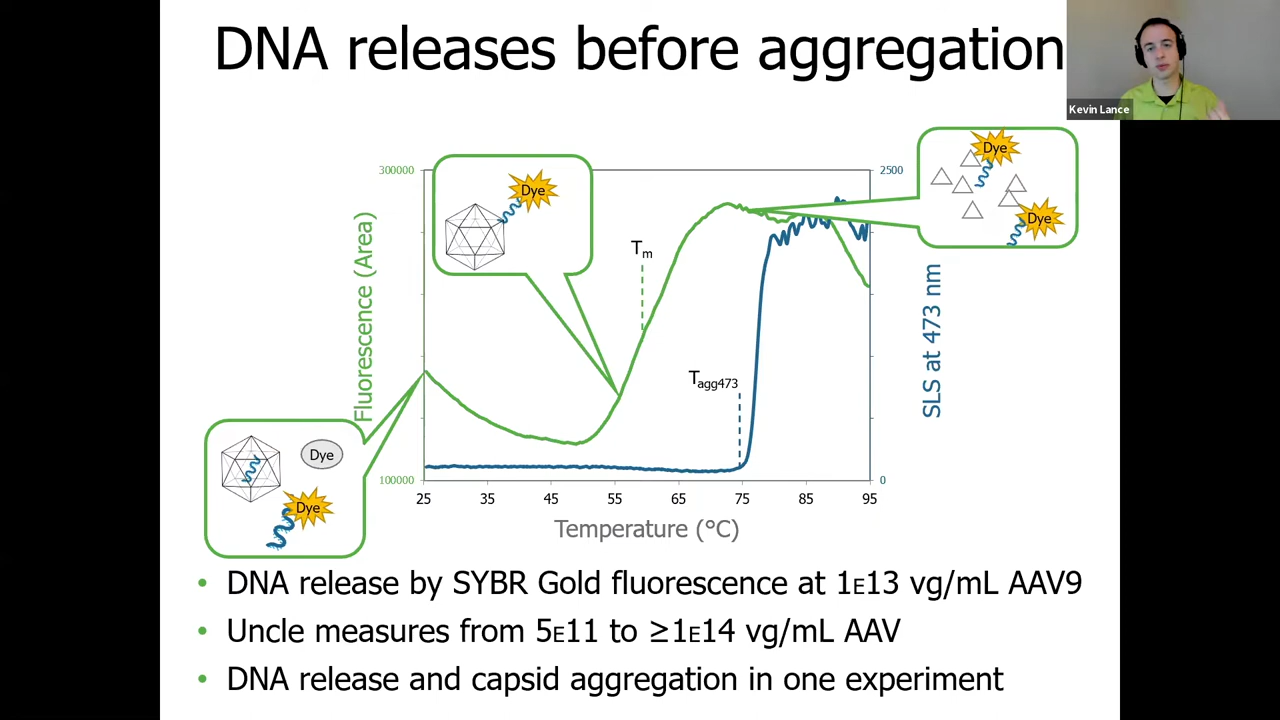 DNA releases before aggregation
Kevin Lance
Dye
Dye
Dye
300000
2500
Fluorescence (Area)
SLS at 473 nm
Tm
Tagg473
Dye
Dye
100000
0
25 35 45 55 65 75 85 95
Temperature (°C)
• DNA release by SYBR Gold fluorescence at 1E13 vg/mL AAV9
• Uncle measures from 5E11 to ≥1E14 vg/mL AAV
• DNA release and capsid aggregation in one experiment